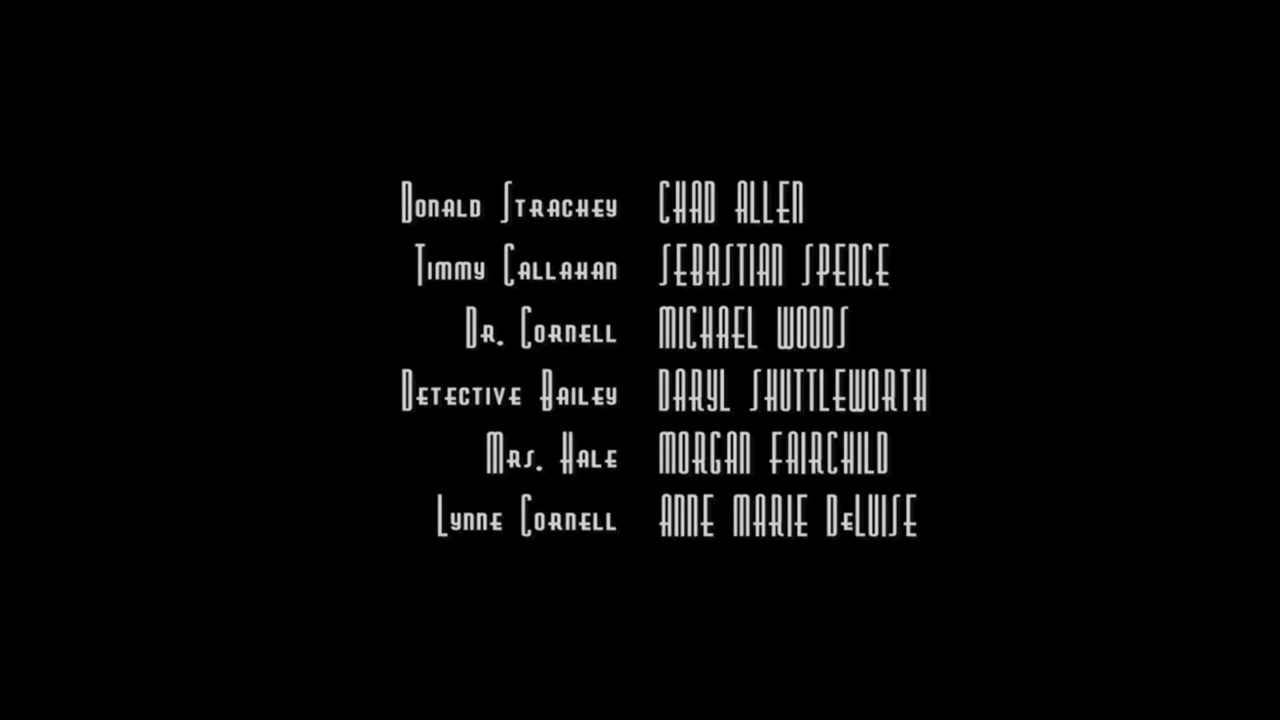 Donald Strachey CHAD ALLEN
Timmy Callahan SEBASTIAN SPENCE
Dr. Cornell MICHAEL WOODS
Detective Bailey DARYL SHUTTLEWORTH
Mrs. Hale MORGAN FAIRCHILD
Lynne Cornell ANNE MARIE DeLUISE